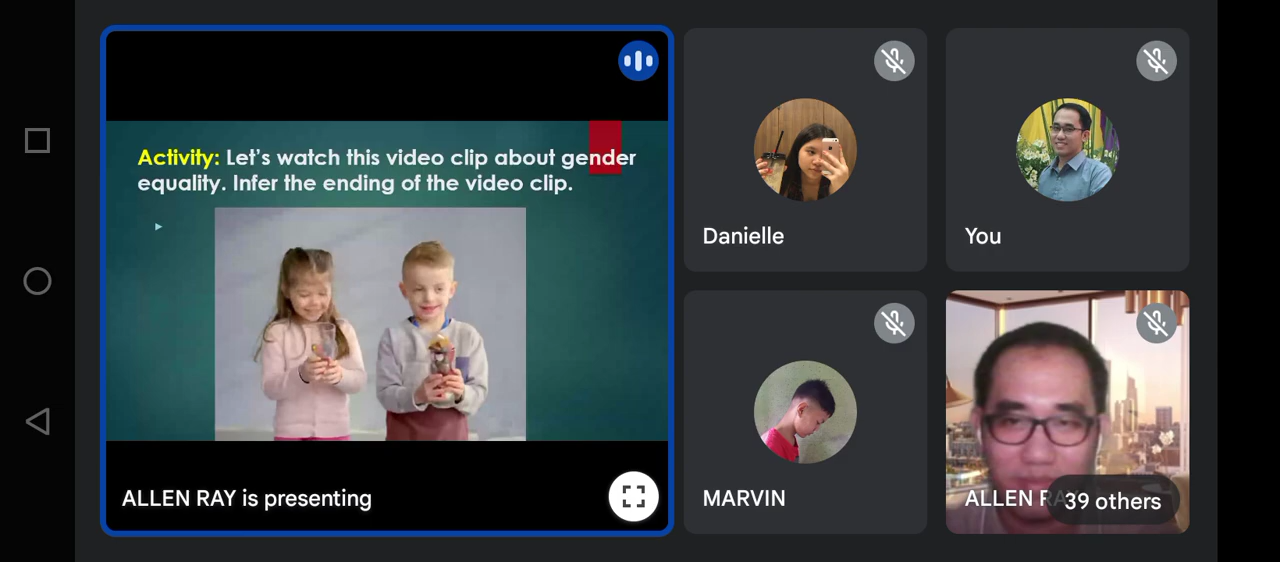 Activity: Let's watch this video clip about gender
equality. Infer the ending of the video clip.
ALLEN RAY is presenting
Danielle
You
MARVIN
ALLEN RA
39 others